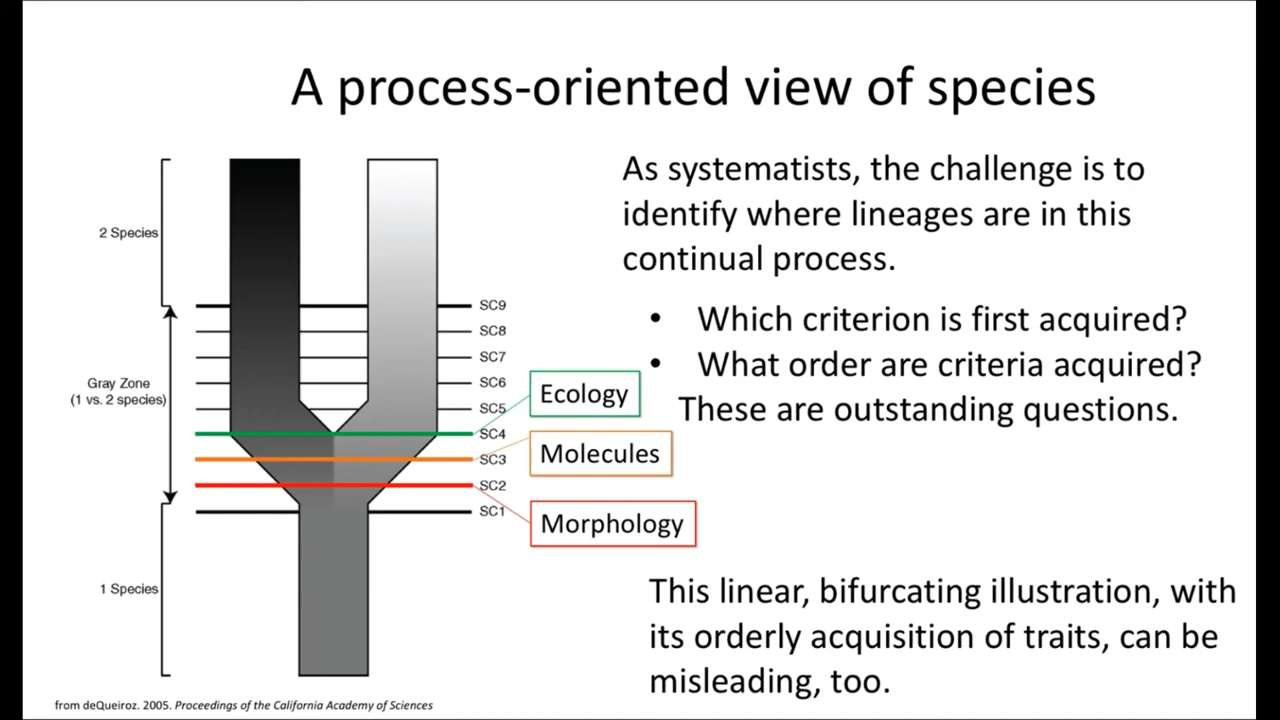 A process-oriented view of species
2 Species
Gray Zone
(1 vs. 2 species)
1 Species
SC9
SC8
SC7
SC6
SC5
SC4
SC3
SC2
SC1
Ecology
Molecules
Morphology
As systematists, the challenge is to
identify where lineages are in this
continual process.
• Which criterion is first acquired?
• What order are criteria acquired?
These are outstanding questions.
This linear, bifurcating illustration, with
its orderly acquisition of traits, can be
misleading, too.
from deQueiroz. 2005. Proceedings of the California Academy of Sciences